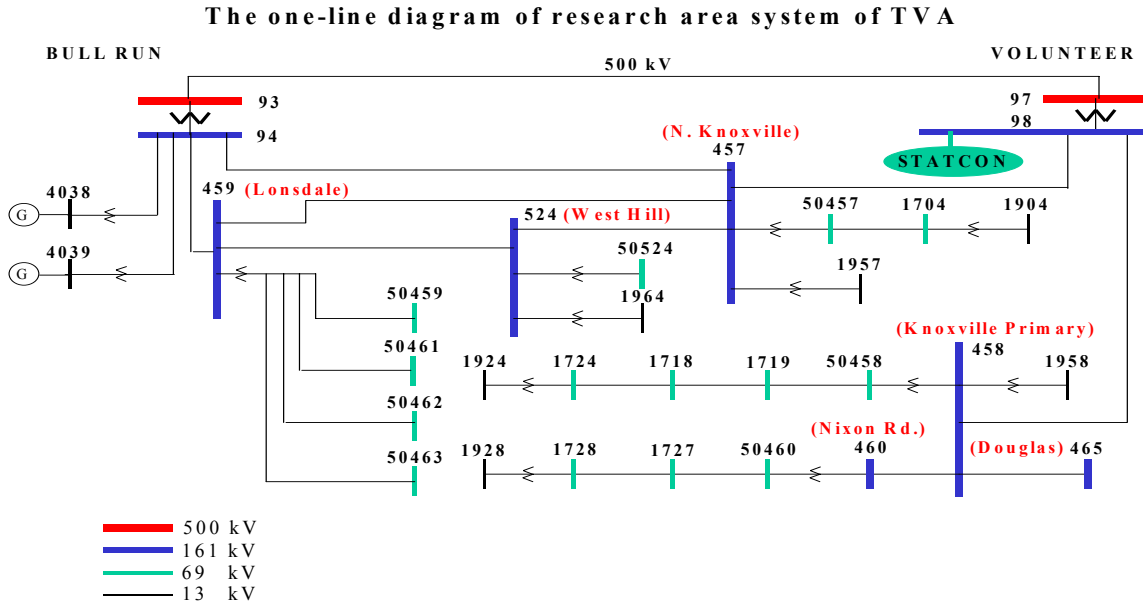 The one-line diagram of research area system of TVA
BULL RUN
VOLUNTEER
500 kV
93
97
94
98
(N. Knoxville)
457
STATCON
4038
459
(Lonsdale)
524
(West Hill)
50457
1704
1904
G
50524
4039
1957
G
1964
50459
(Knoxville Primary)
458
50461
1924
1724
1718
1719
50458
1958
50462
(Nixon Rd.)
50463
1928
1728
1727
50460
460
(Douglas)
465
500 kV
161 kV
69 kV
13 kV